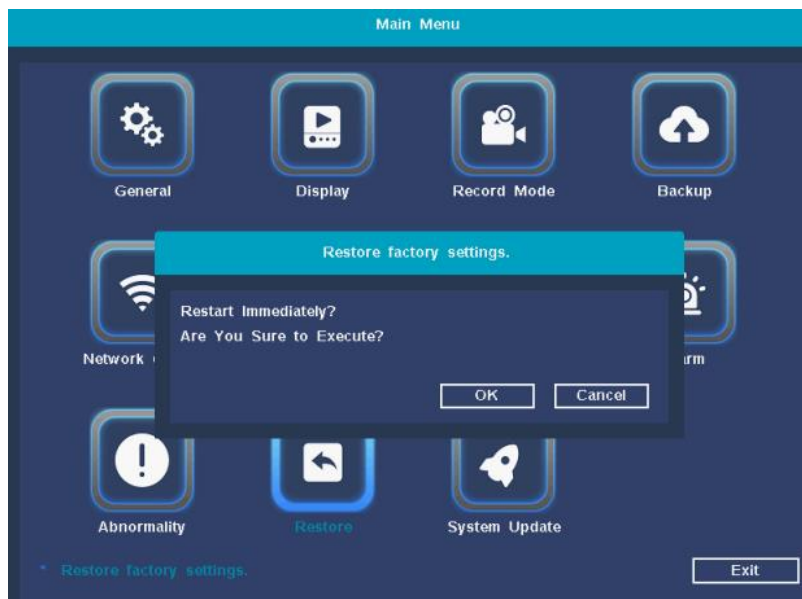 Main Menu
General
Display
Record Mode
Backup
Restore factory settings.
Restart Immediately?
Are You Sure to Execute?
OK
Cancel
Network
rm
Abnormality
Restore
System Update
* Restore factory settings.
Exit